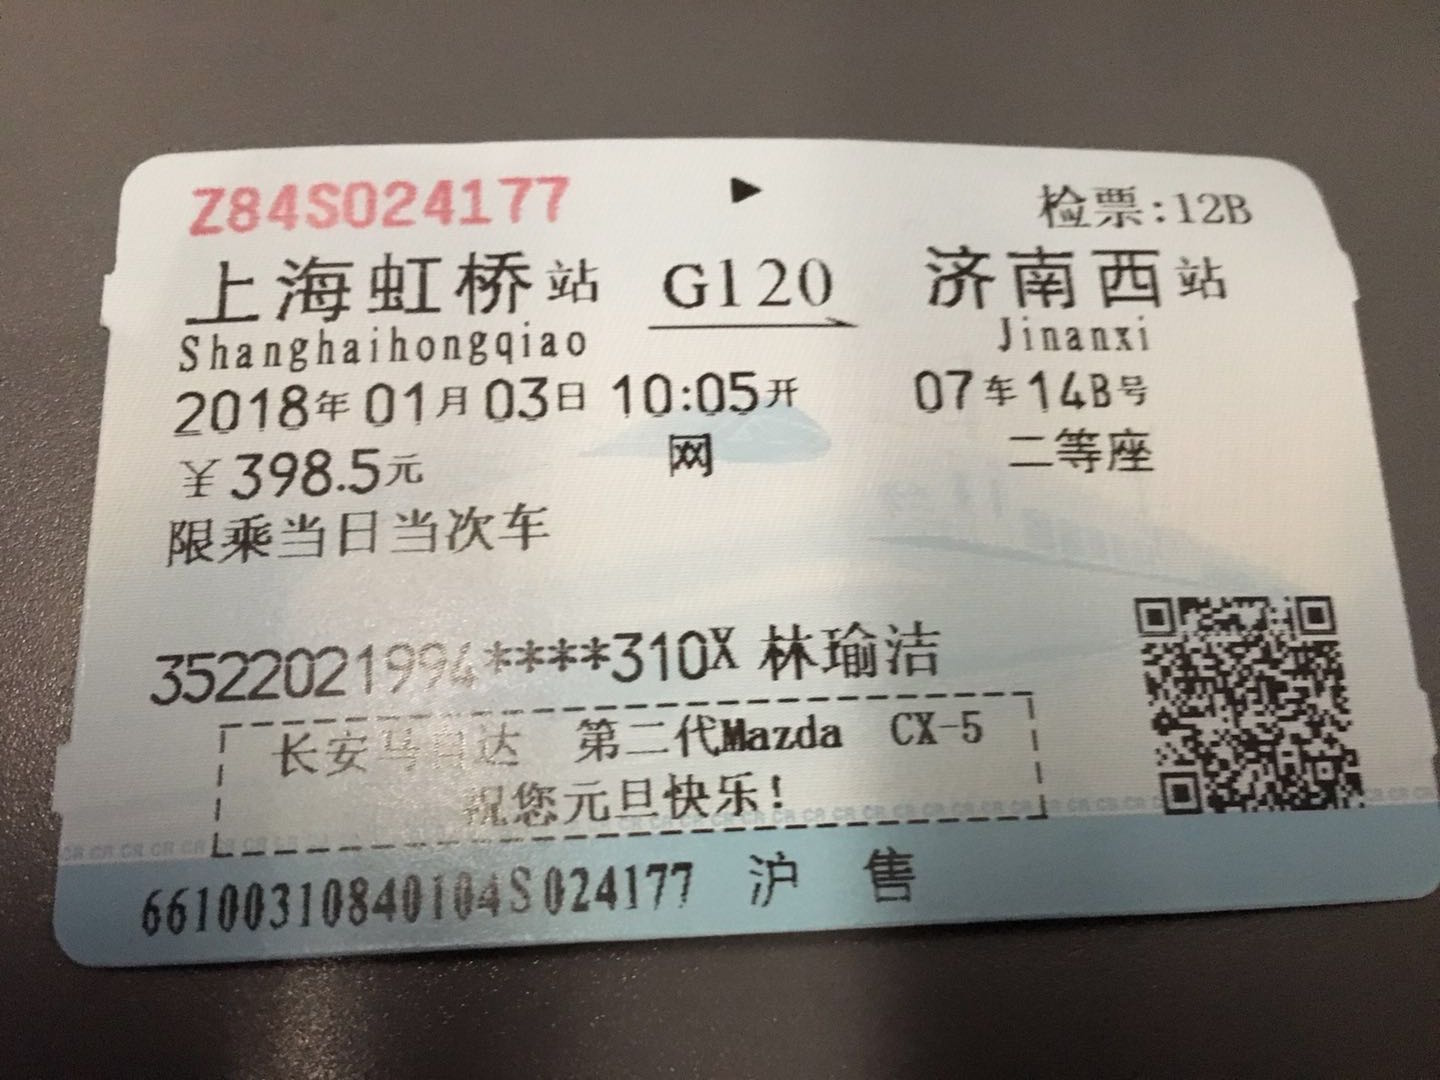 Z84S024177 检票:12B
上海虹桥站 G120 济南西站
Shanghaihongqiao Jinanxi
2018年01月03日 10:05开 07车14B号
¥398.5元 网 二等座
限乘当日当次车
3522021994****310X 林瑜洁
长安马自达 第二代Mazda CX-5
祝您元旦快乐!
66100310840104S024177 沪 售